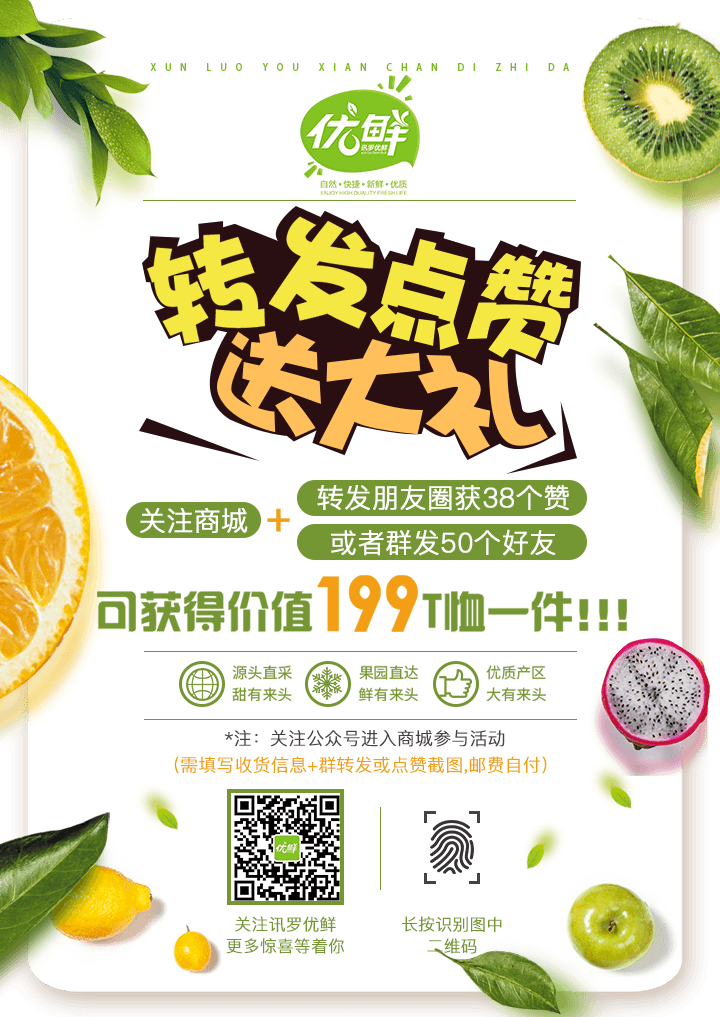 XUN LUO YOU XIAN CHAN DI ZHI DA
优鲜
讯罗优鲜
自然·快捷·新鲜·优质
ENJOY HIGH QUALITY FRESH LIFE
转发点赞
送大礼
关注商城
+
转发朋友圈获38个赞
或者群发50个好友
可获得价值199T恤一件!!!
源头直采
甜有来头
果园直达
鲜有来头
优质产区
大有来头
*注：关注公众号进入商城参与活动
(需填写收货信息+群转发或点赞截图,邮费自付)
优鲜
关注讯罗优鲜
更多惊喜等着你
长按识别图中
二维码